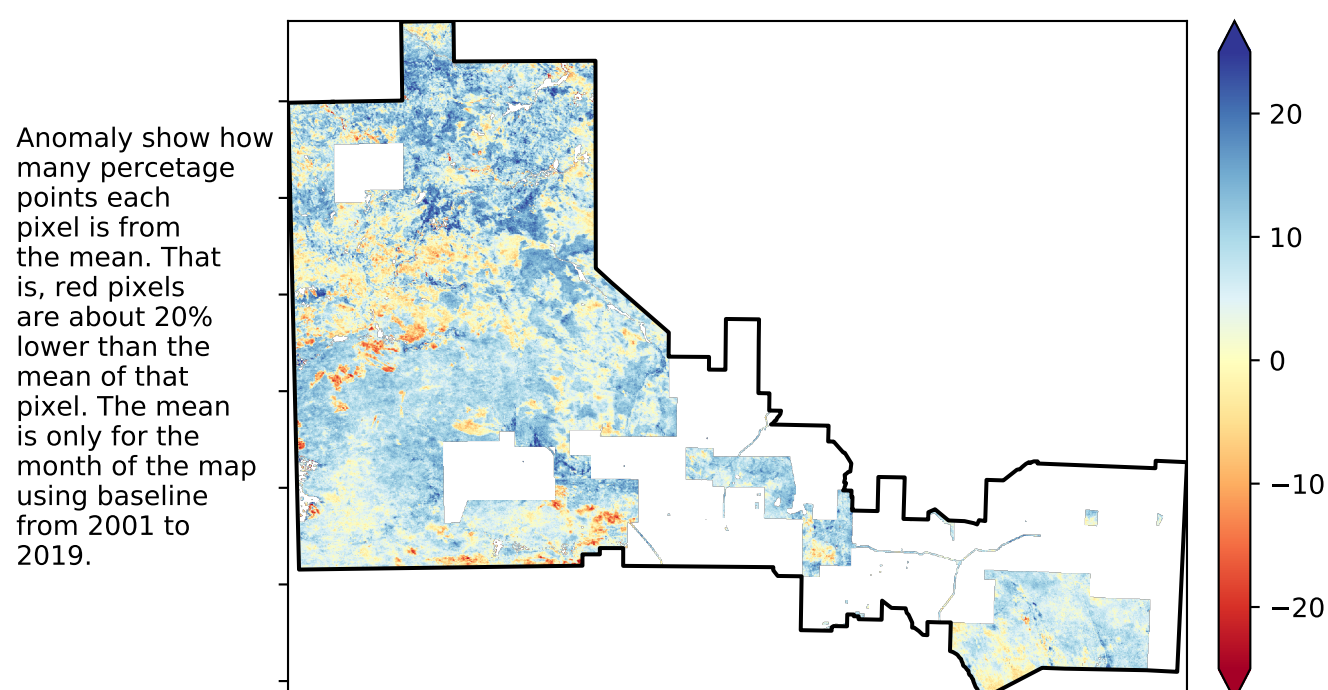 Anomaly show how
many percetage
points each
pixel is from
the mean. That
is, red pixels
are about 20%
lower than the
mean of that
pixel. The mean
is only for the
month of the map
using baseline
from 2001 to
2019.
20
10
0
−10
−20